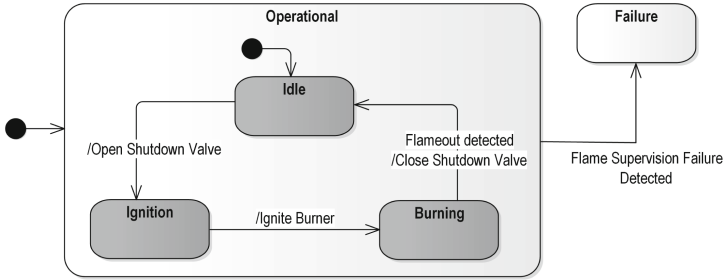 Operational
Failure
Idle
/Open Shutdown Valve
Flameout detected
/Close Shutdown Valve
Flame Supervision Failure
Detected
Ignition
/Ignite Burner
Burning